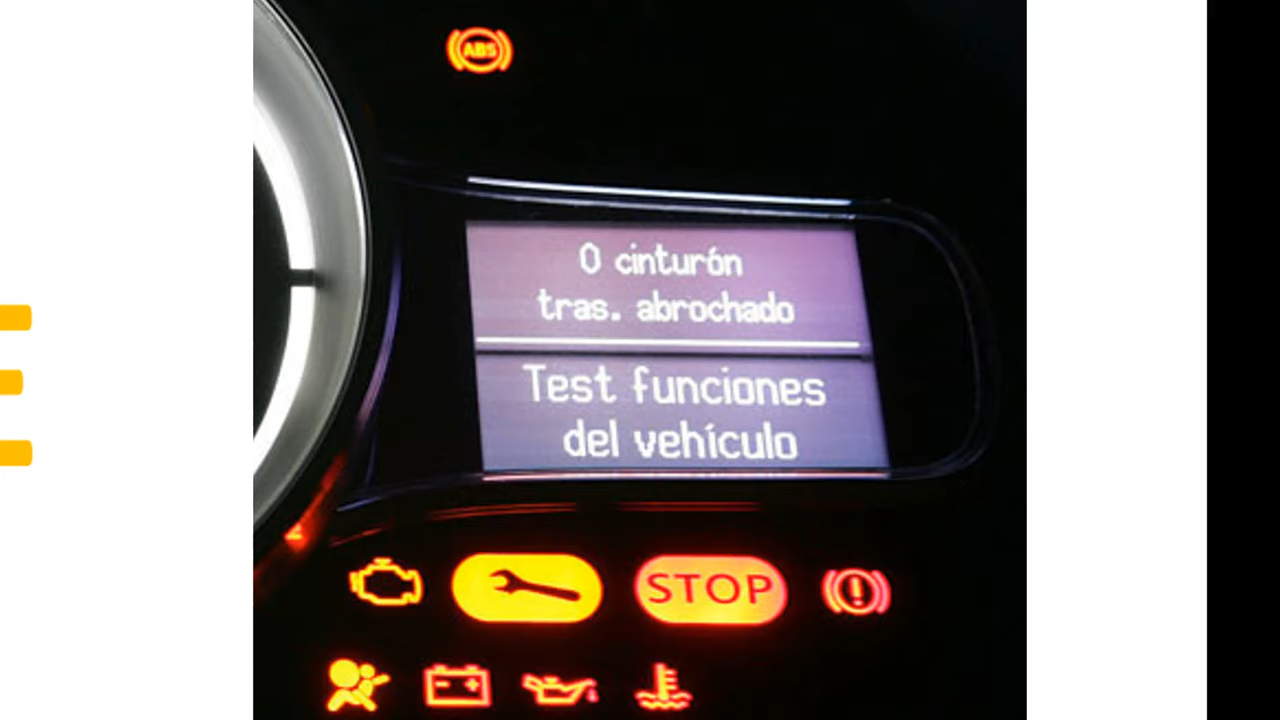 ABS
0 cinturón
tras. abrochado
Test funciones
del vehículo
STOP